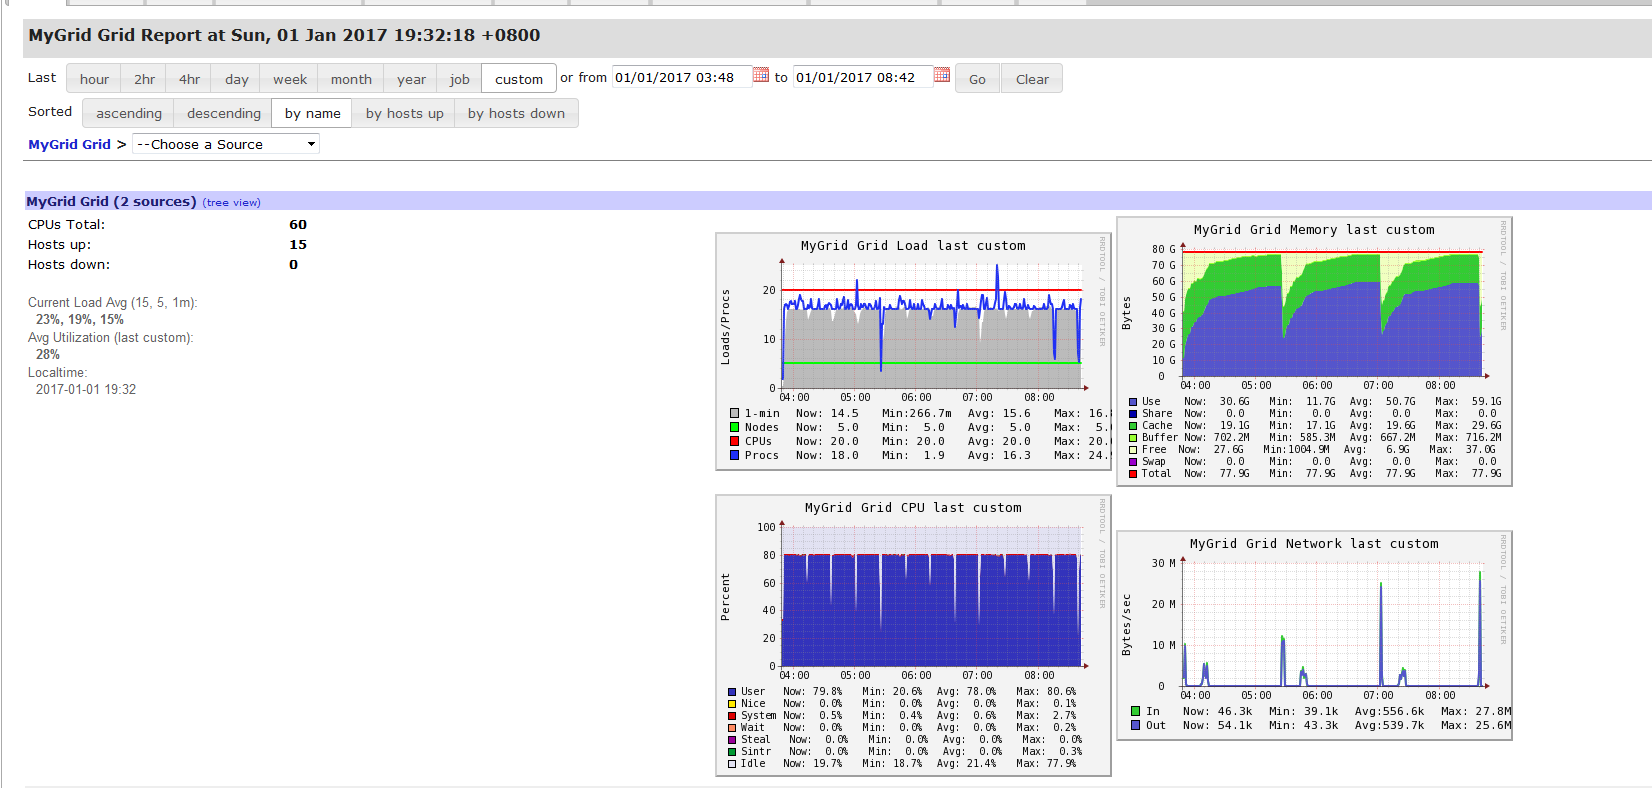 MyGrid Grid Report at Sun, 01 Jan 2017 19:32:18 +0800
Last hour 2hr 4hr day week month year job custom or from 01/01/2017 03:48 to 01/01/2017 08:42 Go Clear
Sorted ascending descending by name by hosts up by hosts down
MyGrid Grid > --Choose a Source
MyGrid Grid (2 sources) (tree view)
CPUs Total: 60
Hosts up: 15
Hosts down: 0
Current Load Avg (15, 5, 1m):
23%, 19%, 15%
Avg Utilization (last custom):
28%
Localtime:
2017-01-01 19:32
MyGrid Grid Load last custom
RRDTOOL / TOBI OETIKER
Loads/Procs
20
10
0
04:00 05:00 06:00 07:00 08:00
1-min Now: 14.5 Min:266.7m Avg: 15.6 Max: 16.8
Nodes Now: 5.0 Min: 5.0 Avg: 5.0 Max: 5.
CPUs Now: 20.0 Min: 20.0 Avg: 20.0 Max: 20.
Procs Now: 18.0 Min: 1.9 Avg: 16.3 Max: 24.
MyGrid Grid Memory last custom
RRDTOOL / TOBI OETIKER
Bytes
80 G
70 G
60 G
50 G
40 G
30 G
20 G
10 G
0
04:00 05:00 06:00 07:00 08:00
Use Now: 30.6G Min: 11.7G Avg: 50.7G Max: 59.1G
Share Now: 0.0 Min: 0.0 Avg: 0.0 Max: 0.0
Cache Now: 19.1G Min: 17.1G Avg: 19.6G Max: 29.6G
Buffer Now: 702.2M Min: 585.3M Avg: 667.2M Max: 716.2M
Free Now: 27.6G Min:1004.9M Avg: 6.9G Max: 37.0G
Swap Now: 0.0 Min: 0.0 Avg: 0.0 Max: 0.0
Total Now: 77.9G Min: 77.9G Avg: 77.9G Max: 77.9G
MyGrid Grid CPU last custom
RRDTOOL / TOBI OETIKER
Percent
100
80
60
40
20
0
04:00 05:00 06:00 07:00 08:00
User Now: 79.8% Min: 20.6% Avg: 78.0% Max: 80.6%
Nice Now: 0.0% Min: 0.0% Avg: 0.0% Max: 0.1%
System Now: 0.5% Min: 0.4% Avg: 0.6% Max: 2.7%
Wait Now: 0.0% Min: 0.0% Avg: 0.0% Max: 0.2%
Steal Now: 0.0% Min: 0.0% Avg: 0.0% Max: 0.0%
Sintr Now: 0.0% Min: 0.0% Avg: 0.0% Max: 0.3%
Idle Now: 19.7% Min: 18.7% Avg: 21.4% Max: 77.9%
MyGrid Grid Network last custom
RRDTOOL / TOBI OETIKER
Bytes/sec
30 M
20 M
10 M
0
04:00 05:00 06:00 07:00 08:00
In Now: 46.3k Min: 39.1k Avg:556.6k Max: 27.8M
Out Now: 54.1k Min: 43.3k Avg:539.7k Max: 25.6M